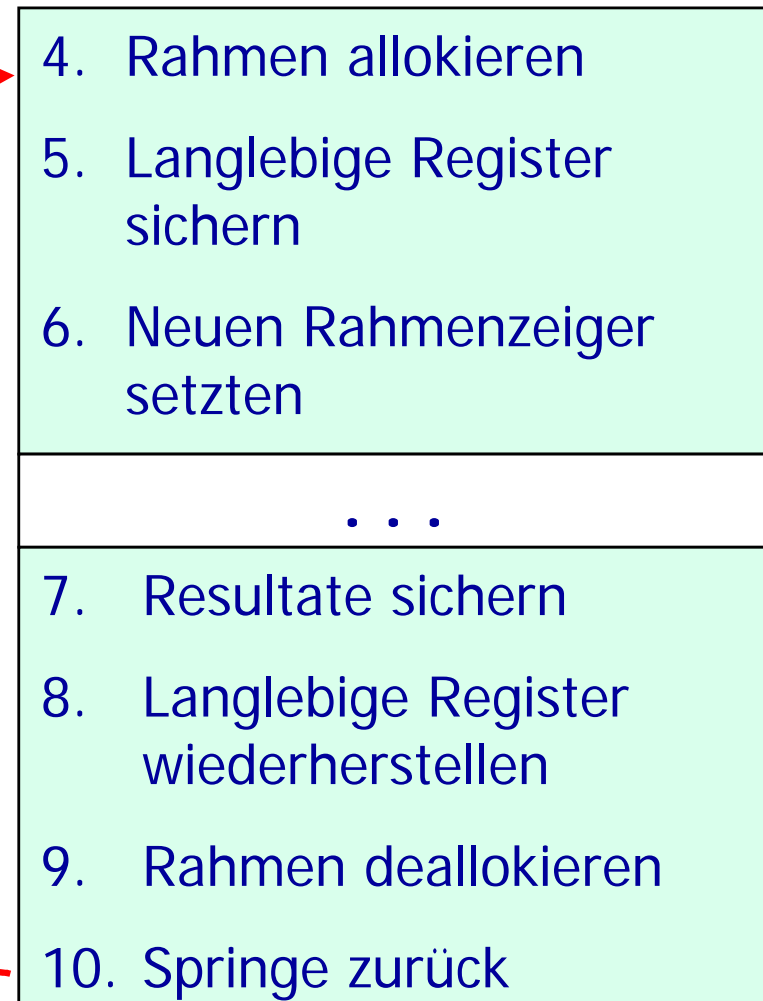 4. Rahmen allokieren
5. Langlebige Register
sichern
6. Neuen Rahmenzeiger
setzten
. . .
7. Resultate sichern
8. Langlebige Register
wiederherstellen
9. Rahmen deallokieren
10. Springe zurück